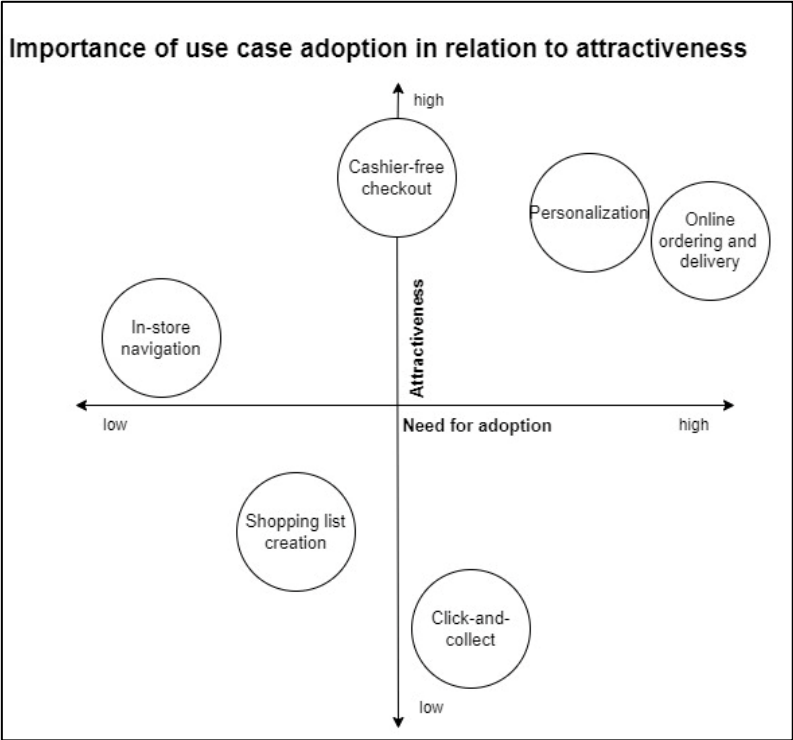 Importance of use case adoption in relation to attractiveness
high
Cashier-free
checkout
Personalization
Online
ordering and
delivery
Attractiveness
In-store
navigation
low
Need for adoption
high
Shopping list
creation
Click-and-
collect
low